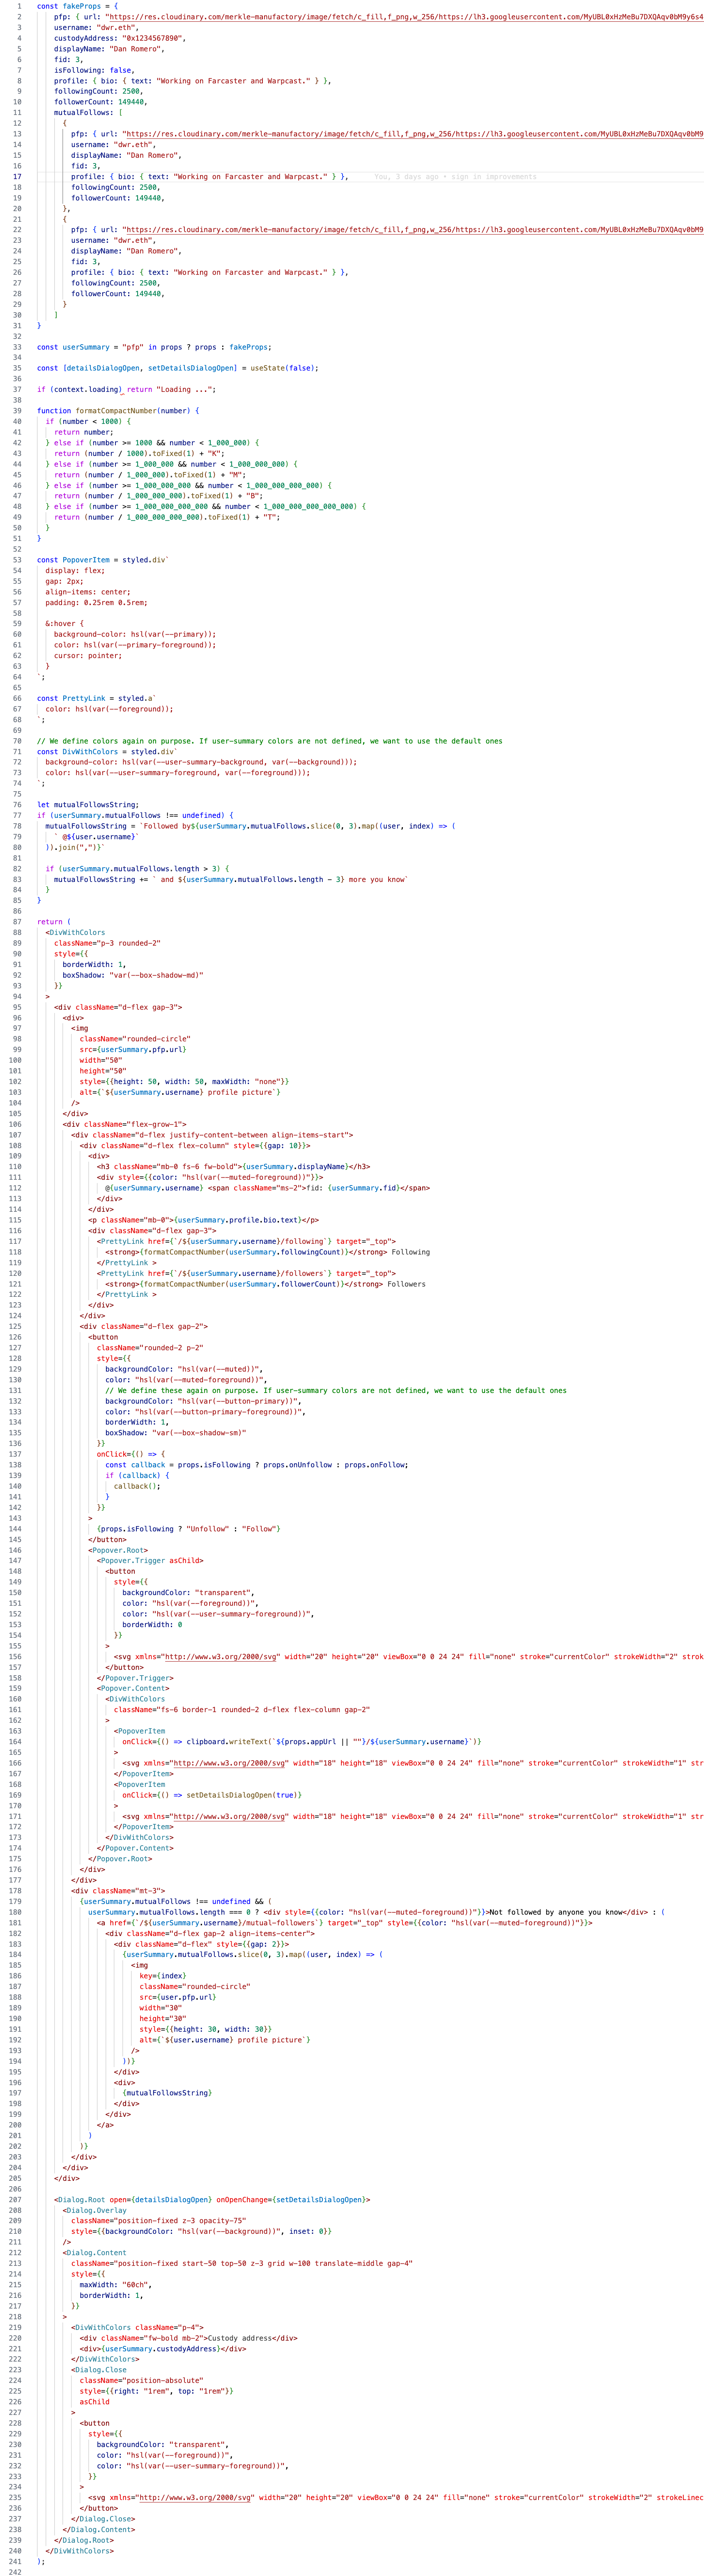 1 const fakeProps = {
2 pfp: { url: "https://res.cloudinary.com/merkle-manufactory/image/fetch/c_fill,f_png,w_256/https://lh3.googleusercontent.com/MyUBL0xHzMeBu7DXQAqv0bM9y6s4
3 username: "dwr.eth",
4 custodyAddress: "0x1234567890",
5 displayName: "Dan Romero",
6 fid: 3,
7 isFollowing: false,
8 profile: { bio: { text: "Working on Farcaster and Warpcast." } },
9 followingCount: 2500,
10 followerCount: 149440,
11 mutualFollows: [
12 {
13 pfp: { url: "https://res.cloudinary.com/merkle-manufactory/image/fetch/c_fill,f_png,w_256/https://lh3.googleusercontent.com/MyUBL0xHzMeBu7DXQAqv0bM9
14 username: "dwr.eth",
15 displayName: "Dan Romero",
16 fid: 3,
17 profile: { bio: { text: "Working on Farcaster and Warpcast." } }, You, 3 days ago • sign in improvements
18 followingCount: 2500,
19 followerCount: 149440,
20 },
21 {
22 pfp: { url: "https://res.cloudinary.com/merkle-manufactory/image/fetch/c_fill,f_png,w_256/https://lh3.googleusercontent.com/MyUBL0xHzMeBu7DXQAqv0bM9
23 username: "dwr.eth",
24 displayName: "Dan Romero",
25 fid: 3,
26 profile: { bio: { text: "Working on Farcaster and Warpcast." } },
27 followingCount: 2500,
28 followerCount: 149440,
29 }
30 ]
31 }
32
33 const userSummary = "pfp" in props ? props : fakeProps;
34
35 const [detailsDialogOpen, setDetailsDialogOpen] = useState(false);
36
37 if (context.loading) return "Loading ...";
38
39 function formatCompactNumber(number) {
40 if (number < 1000) {
41 return number;
42 } else if (number >= 1000 && number < 1_000_000) {
43 return (number / 1000).toFixed(1) + "K";
44 } else if (number >= 1_000_000 && number < 1_000_000_000) {
45 return (number / 1_000_000).toFixed(1) + "M";
46 } else if (number >= 1_000_000_000 && number < 1_000_000_000_000) {
47 return (number / 1_000_000_000).toFixed(1) + "B";
48 } else if (number >= 1_000_000_000_000 && number < 1_000_000_000_000_000) {
49 return (number / 1_000_000_000_000).toFixed(1) + "T";
50 }
51 }
52
53 const PopoverItem = styled.div`
54 display: flex;
55 gap: 2px;
56 align-items: center;
57 padding: 0.25rem 0.5rem;
58
59 &:hover {
60 background-color: hsl(var(--primary));
61 color: hsl(var(--primary-foreground));
62 cursor: pointer;
63 }
64 `;
65
66 const PrettyLink = styled.a`
67 color: hsl(var(--foreground));
68 `;
69
70 // We define colors again on purpose. If user-summary colors are not defined, we want to use the default ones
71 const DivWithColors = styled.div`
72 background-color: hsl(var(--user-summary-background, var(--background)));
73 color: hsl(var(--user-summary-foreground, var(--foreground)));
74 `;
75
76 let mutualFollowsString;
77 if (userSummary.mutualFollows !== undefined) {
78 mutualFollowsString = `Followed by${userSummary.mutualFollows.slice(0, 3).map((user, index) => (
79 ` @${user.username}`
80 )).join(",")}`
81
82 if (userSummary.mutualFollows.length > 3) {
83 mutualFollowsString += ` and ${userSummary.mutualFollows.length - 3} more you know`
84 }
85 }
86
87 return (
88 <DivWithColors
89 className="p-3 rounded-2"
90 style={{
91 borderWidth: 1,
92 boxShadow: "var(--box-shadow-md)"
93 }}
94 >
95 <div className="d-flex gap-3">
96 <div>
97 <img
98 className="rounded-circle"
99 src={userSummary.pfp.url}
100 width="50"
101 height="50"
102 style={{height: 50, width: 50, maxWidth: "none"}}
103 alt={`${userSummary.username} profile picture`}
104 />
105 </div>
106 <div className="flex-grow-1">
107 <div className="d-flex justify-content-between align-items-start">
108 <div className="d-flex flex-column" style={{gap: 10}}>
109 <div>
110 <h3 className="mb-0 fs-6 fw-bold">{userSummary.displayName}</h3>
111 <div style={{color: "hsl(var(--muted-foreground))"}}>
112 @{userSummary.username} <span className="ms-2">fid: {userSummary.fid}</span>
113 </div>
114 </div>
115 <p className="mb-0">{userSummary.profile.bio.text}</p>
116 <div className="d-flex gap-3">
117 <PrettyLink href={`/${userSummary.username}/following`} target="_top">
118 <strong>{formatCompactNumber(userSummary.followingCount)}</strong> Following
119 </PrettyLink >
120 <PrettyLink href={`/${userSummary.username}/followers`} target="_top">
121 <strong>{formatCompactNumber(userSummary.followerCount)}</strong> Followers
122 </PrettyLink >
123 </div>
124 </div>
125 <div className="d-flex gap-2">
126 <button
127 className="rounded-2 p-2"
128 style={{
129 backgroundColor: "hsl(var(--muted))",
130 color: "hsl(var(--muted-foreground))",
131 // We define these again on purpose. If user-summary colors are not defined, we want to use the default ones
132 backgroundColor: "hsl(var(--button-primary))",
133 color: "hsl(var(--button-primary-foreground))",
134 borderWidth: 1,
135 boxShadow: "var(--box-shadow-sm)"
136 }}
137 onClick={() => {
138 const callback = props.isFollowing ? props.onUnfollow : props.onFollow;
139 if (callback) {
140 callback();
141 }
142 }}
143 >
144 {props.isFollowing ? "Unfollow" : "Follow"}
145 </button>
146 <Popover.Root>
147 <Popover.Trigger asChild>
148 <button
149 style={{
150 backgroundColor: "transparent",
151 color: "hsl(var(--foreground))",
152 color: "hsl(var(--user-summary-foreground))",
153 borderWidth: 0
154 }}
155 >
156 <svg xmlns="http://www.w3.org/2000/svg" width="20" height="20" viewBox="0 0 24 24" fill="none" stroke="currentColor" strokeWidth="2" strok
157 </button>
158 </Popover.Trigger>
159 <Popover.Content>
160 <DivWithColors
161 className="fs-6 border-1 rounded-2 d-flex flex-column gap-2"
162 >
163 <PopoverItem
164 onClick={() => clipboard.writeText(`${props.appUrl || ""}/${userSummary.username}`)}
165 >
166 <svg xmlns="http://www.w3.org/2000/svg" width="18" height="18" viewBox="0 0 24 24" fill="none" stroke="currentColor" strokeWidth="1" str
167 </PopoverItem>
168 <PopoverItem
169 onClick={() => setDetailsDialogOpen(true)}
170 >
171 <svg xmlns="http://www.w3.org/2000/svg" width="18" height="18" viewBox="0 0 24 24" fill="none" stroke="currentColor" strokeWidth="1" str
172 </PopoverItem>
173 </DivWithColors>
174 </Popover.Content>
175 </Popover.Root>
176 </div>
177 </div>
178 <div className="mt-3">
179 {userSummary.mutualFollows !== undefined && (
180 userSummary.mutualFollows.length === 0 ? <div style={{color: "hsl(var(--muted-foreground))"}}>Not followed by anyone you know</div> : (
181 <a href={`/${userSummary.username}/mutual-followers`} target="_top" style={{color: "hsl(var(--muted-foreground))"}}>
182 <div className="d-flex gap-2 align-items-center">
183 <div className="d-flex" style={{gap: 2}}>
184 {userSummary.mutualFollows.slice(0, 3).map((user, index) => (
185 <img
186 key={index}
187 className="rounded-circle"
188 src={user.pfp.url}
189 width="30"
190 height="30"
191 style={{height: 30, width: 30}}
192 alt={`${user.username} profile picture`}
193 />
194 ))}
195 </div>
196 <div>
197 {mutualFollowsString}
198 </div>
199 </div>
200 </a>
201 )
202 )}
203 </div>
204 </div>
205 </div>
206
207 <Dialog.Root open={detailsDialogOpen} onOpenChange={setDetailsDialogOpen}>
208 <Dialog.Overlay
209 className="position-fixed z-3 opacity-75"
210 style={{backgroundColor: "hsl(var(--background))", inset: 0}}
211 />
212 <Dialog.Content
213 className="position-fixed start-50 top-50 z-3 grid w-100 translate-middle gap-4"
214 style={{
215 maxWidth: "60ch",
216 borderWidth: 1,
217 }}
218 >
219 <DivWithColors className="p-4">
220 <div className="fw-bold mb-2">Custody address</div>
221 <div>{userSummary.custodyAddress}</div>
222 </DivWithColors>
223 <Dialog.Close
224 className="position-absolute"
225 style={{right: "1rem", top: "1rem"}}
226 asChild
227 >
228 <button
229 style={{
230 backgroundColor: "transparent",
231 color: "hsl(var(--foreground))",
232 color: "hsl(var(--user-summary-foreground))",
233 }}
234 >
235 <svg xmlns="http://www.w3.org/2000/svg" width="20" height="20" viewBox="0 0 24 24" fill="none" stroke="currentColor" strokeWidth="2" strokeLinec
236 </button>
237 </Dialog.Close>
238 </Dialog.Content>
239 </Dialog.Root>
240 </DivWithColors>
241 );
242